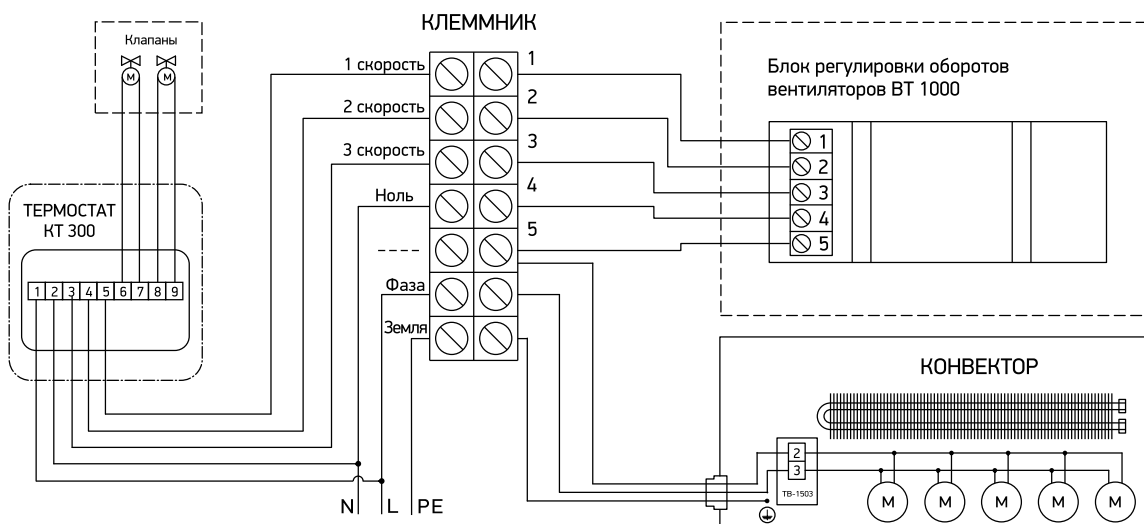 КЛЕММНИК
Клапаны
М М
1 скорость
2 скорость
3 скорость
Ноль
----
Фаза
Земля
1
2
3
4
5
ТЕРМОСТАТ
КТ 300
1 2 3 4 5 6 7 8 9
N L PE
Блок регулировки оборотов
вентиляторов ВТ 1000
1
2
3
4
5
КОНВЕКТОР
2
3
ТВ-1503
М М М М М